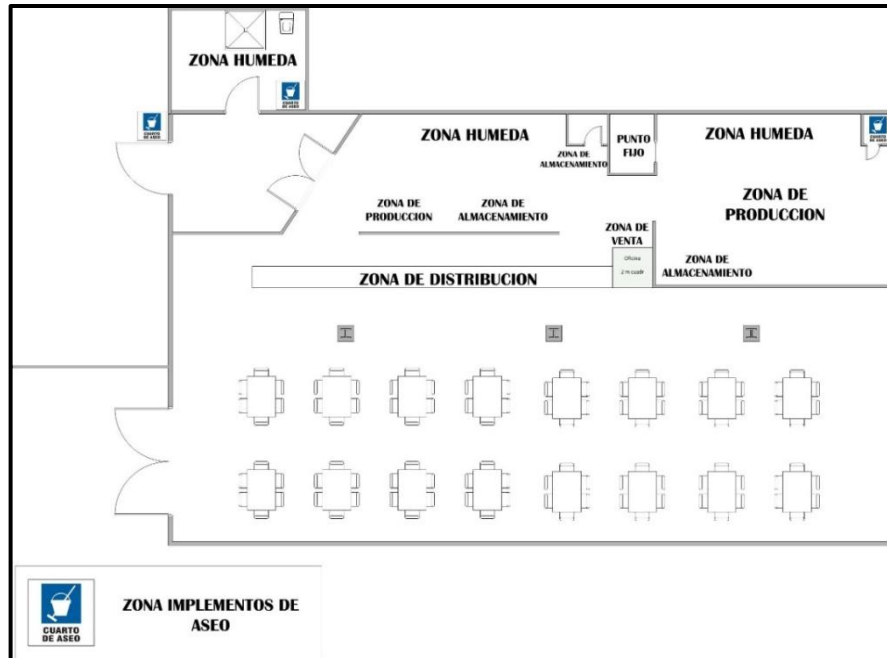 ZONA HUMEDA
CUARTO
DE ASEO
CUARTO
DE ASEO
ZONA HUMEDA
PUNTO
FIJO
ZONA HUMEDA
CUARTO
DE ASEO
ZONA DE
ALMACENAMIENTO
ZONA DE
PRODUCCION
ZONA DE
ALMACENAMIENTO
ZONA DE
PRODUCCION
ZONA DE
VENTA
Oficina
2 m cuadr
ZONA DE
ALMACENAMIENTO
ZONA DE DISTRIBUCION
CUARTO
DE ASEO
ZONA IMPLEMENTOS DE
ASEO